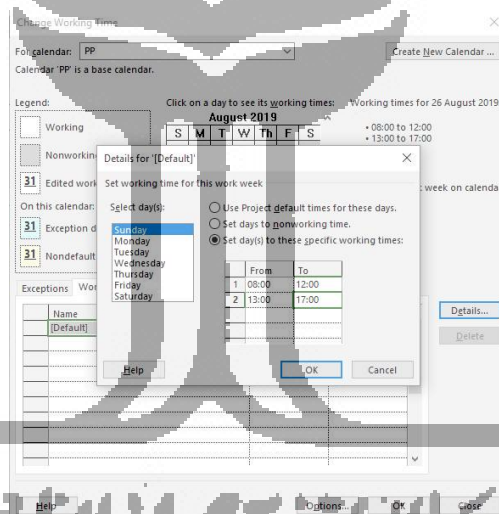 Change Working Time
For calendar: PP
Create New Calendar ...
Calendar 'PP' is a base calendar.
Legend:
Working
Nonworkin
31 Edited work
On this calendar:
31 Exception d
31 Nondefault
Click on a day to see its working times:
August 2019
S M T W Th F S
Working times for 26 August 2019
• 08:00 to 12:00
• 13:00 to 17:00
week on calenda
Details for '[Default]'
Set working time for this work week
Select day(s):
Sunday
Monday
Tuesday
Wednesday
Thursday
Friday
Saturday
Use Project default times for these days.
Set days to nonworking time.
Set day(s) to these specific working times:
From To
1 08:00 12:00
2 13:00 17:00
Help OK Cancel
Exceptions Wor
Name
[Default]
Details...
Delete
Help Options... OK Close